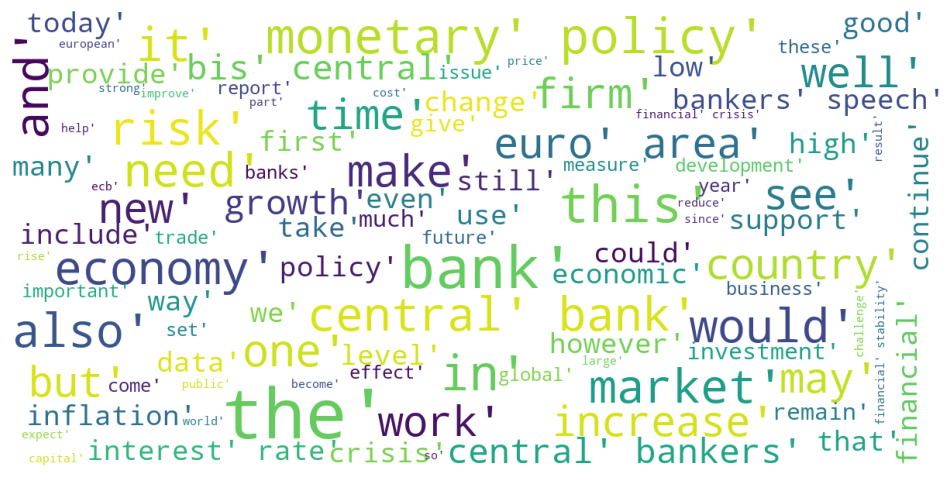 today'
european'
it'
monetary'
policy'
these'
good'
and'
provide'
bis'
central'
issue'
price'
low'
well'
strong'
improve'
report'
part'
cost'
change'
firm'
bankers' speech'
help'
risk'
first'
time'
give'
euro' area'
financial' crisis'
high'
result'
many'
need'
banks'
make'
still'
measure'
development'
ecb'
new'
growth'
even'
much'
take'
use'
this'
year'
reduce'
since'
see'
support'
continue'
include'
trade'
future'
could'
rise'
economy'
policy'
bank'
economic'
country'
important'
way'
set'
we'
central' bank'
business'
would'
challenge'
financial' stability'
also'
data'
one'
level'
however'
investment'
but'
come'
public'
effect'
become'
in'
global'
large'
market'
may'
financial'
inflation'
world'
the'
work'
increase'
remain'
expect'
capital'
interest' rate'
crisis'
so'
central' bankers'
that'